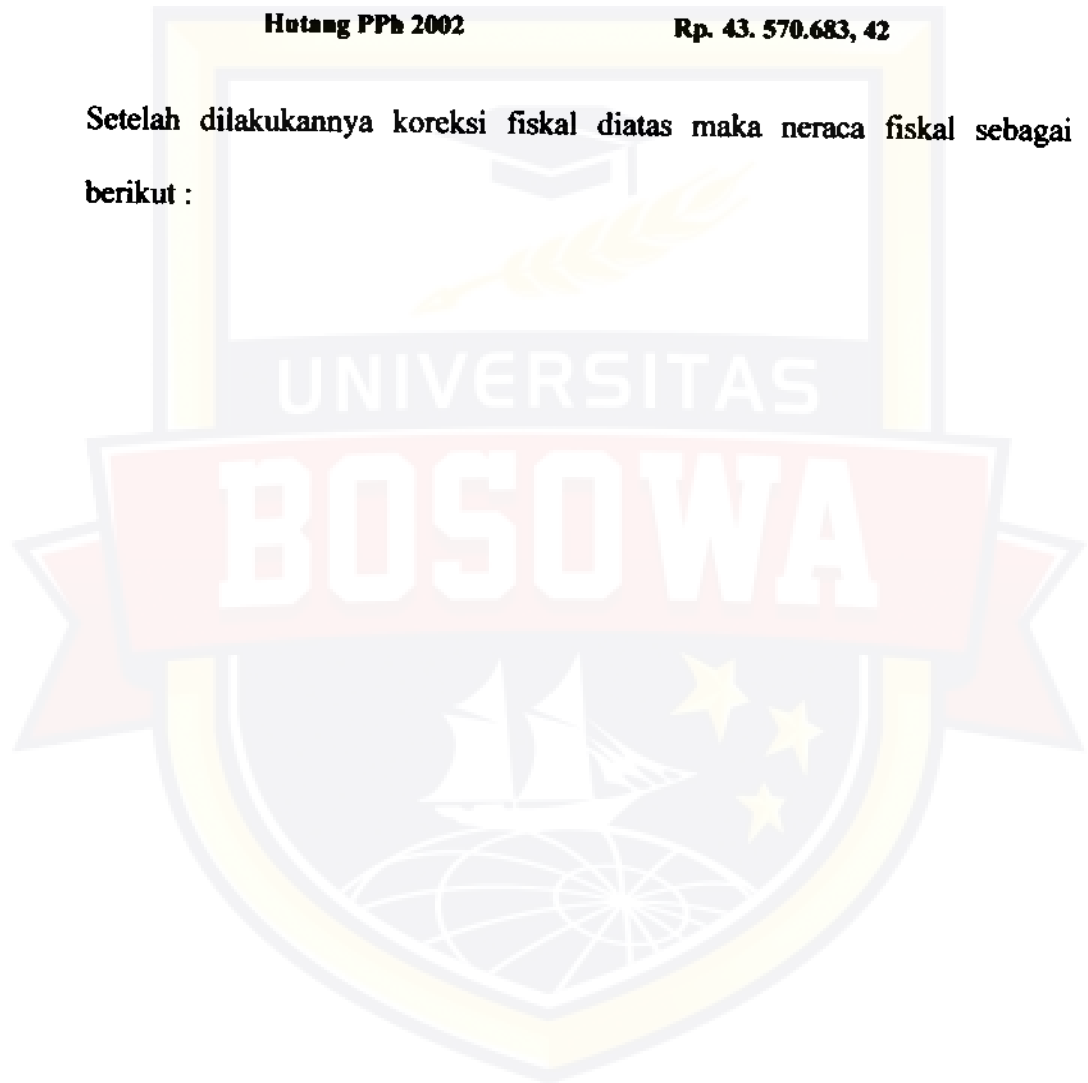 Hutang PPh 2002 Rp. 43. 570.683, 42
Setelah dilakukannya koreksi fiskal diatas maka neraca fiskal sebagai
berikut :
UNIVERSITAS
BOSOWA